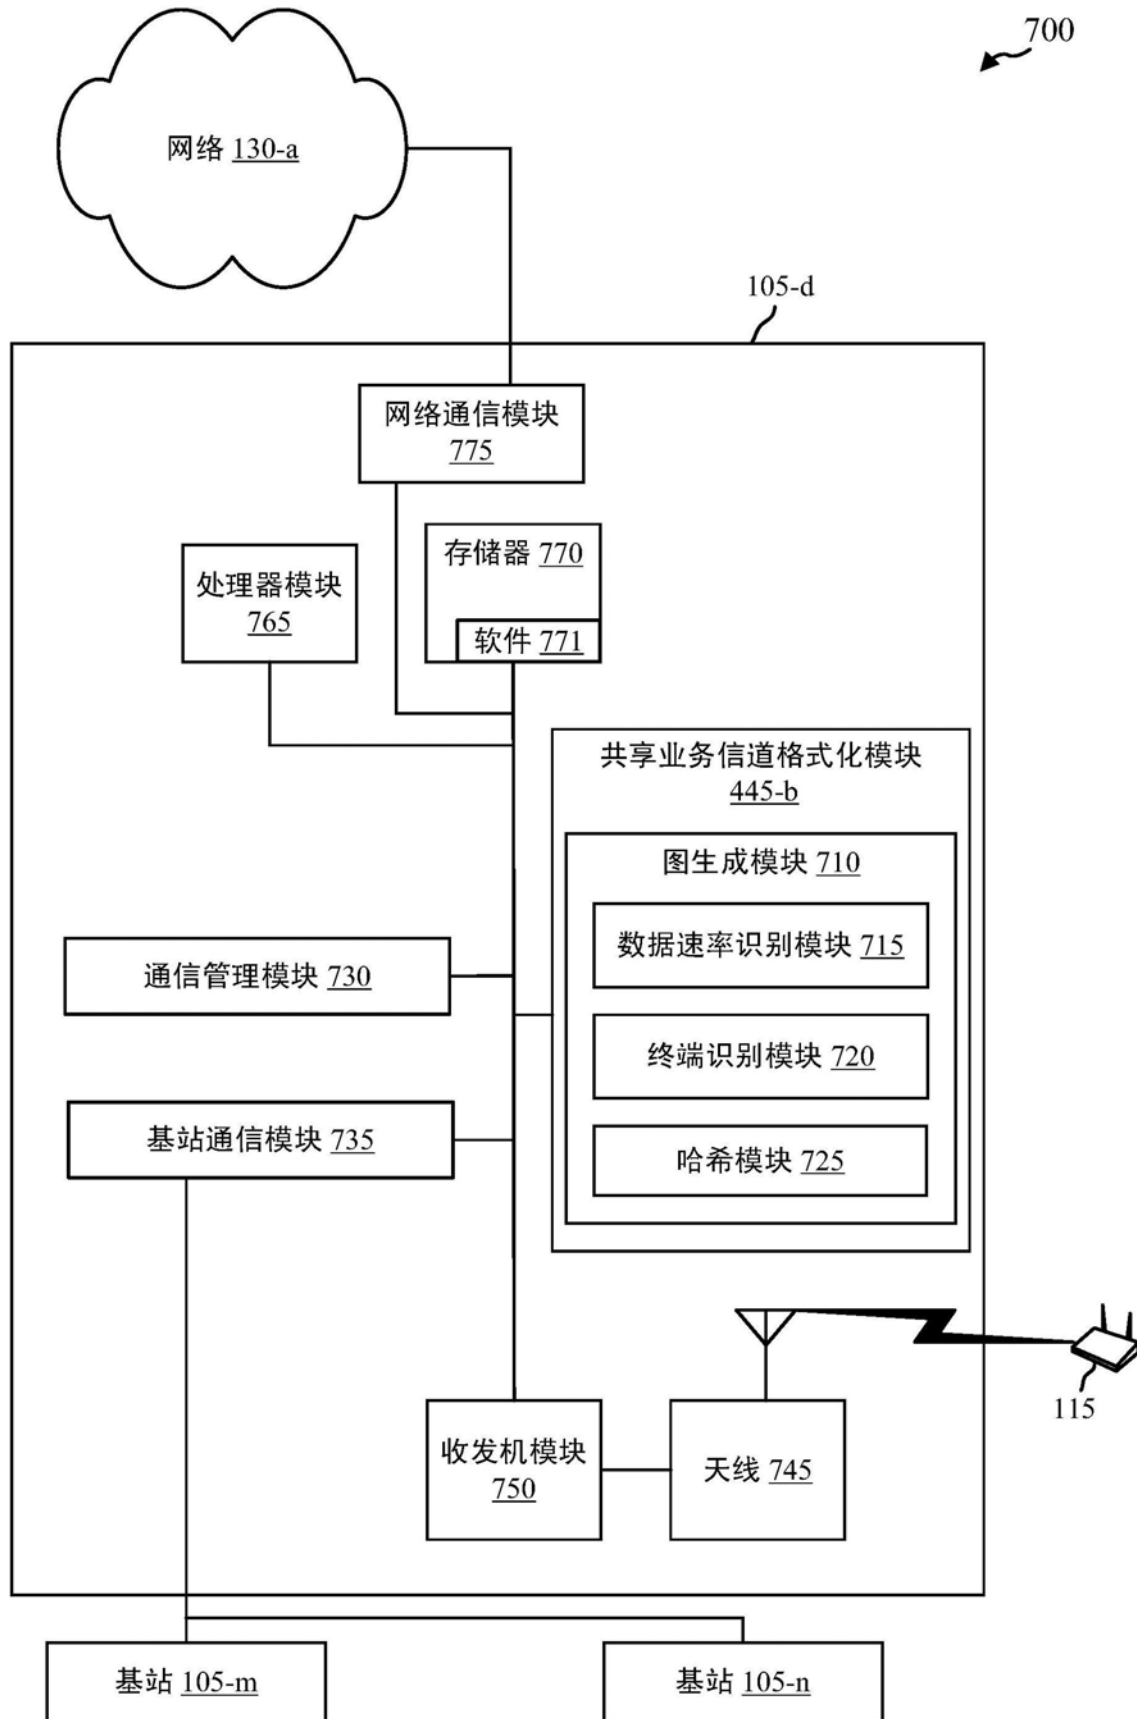 700
网络 130-a
105-d
网络通信模块
775
存储器 770
软件 771
处理器模块
765
共享业务信道格式化模块
445-b
图生成模块 710
数据速率识别模块 715
终端识别模块 720
哈希模块 725
通信管理模块 730
基站通信模块 735
115
收发机模块
750
天线 745
基站 105-m
基站 105-n